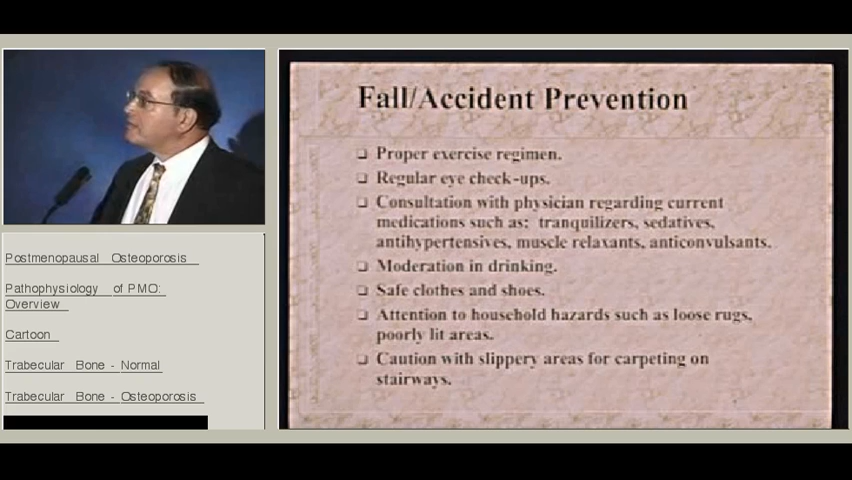 Fall/Accident Prevention
Proper exercise regimen.
Regular eye check-ups.
Consultation with physician regarding current
medications such as: tranquilizers, sedatives,
antihypertensives, muscle relaxants, anticonvulsants.
Moderation in drinking.
Safe clothes and shoes.
Attention to household hazards such as loose rugs,
poorly lit areas.
Caution with slippery areas for carpeting on
stairways.
Postmenopausal Osteoporosis
Pathophysiology of PMO:
Overview
Cartoon
Trabecular Bone - Normal
Trabecular Bone - Osteoporosis